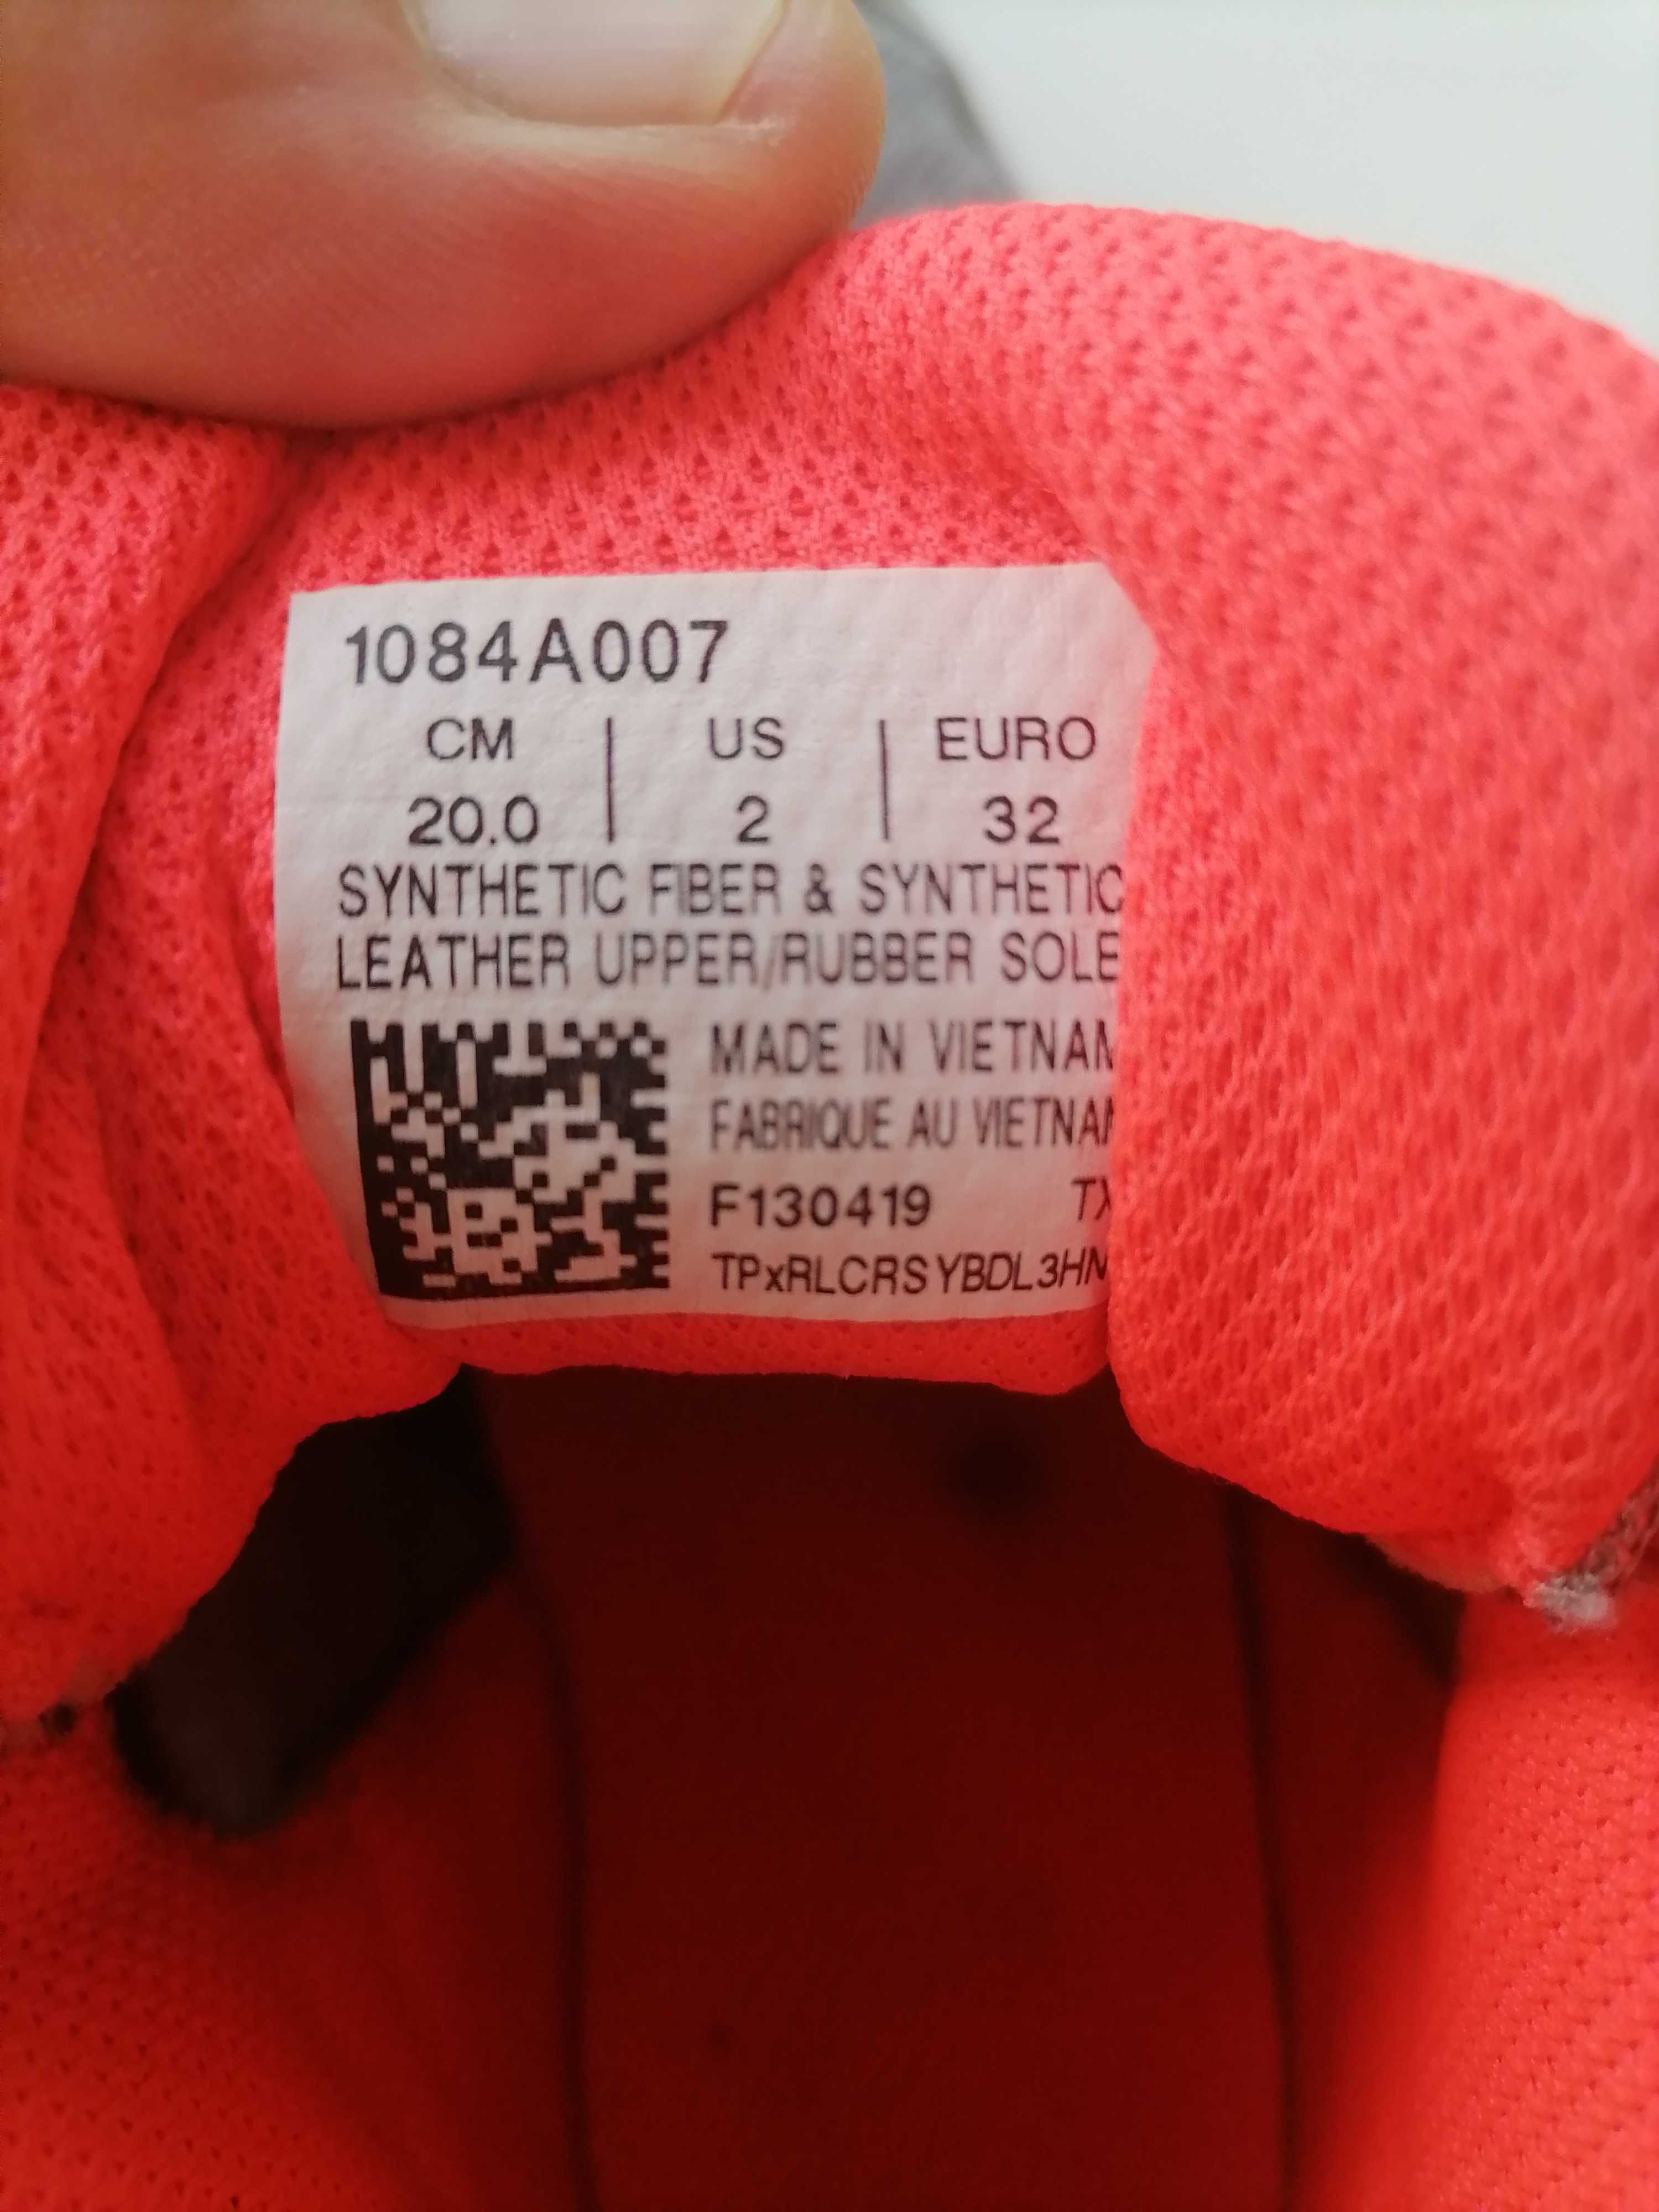 1084A007
CM | US | EURO
20.0 | 2 | 32
SYNTHETIC FIBER & SYNTHETIC
LEATHER UPPER/RUBBER SOLE
MADE IN VIETNAM
FABRIQUE AU VIETNAM
F130419 TX
TPxRLCRSYBDL3HN